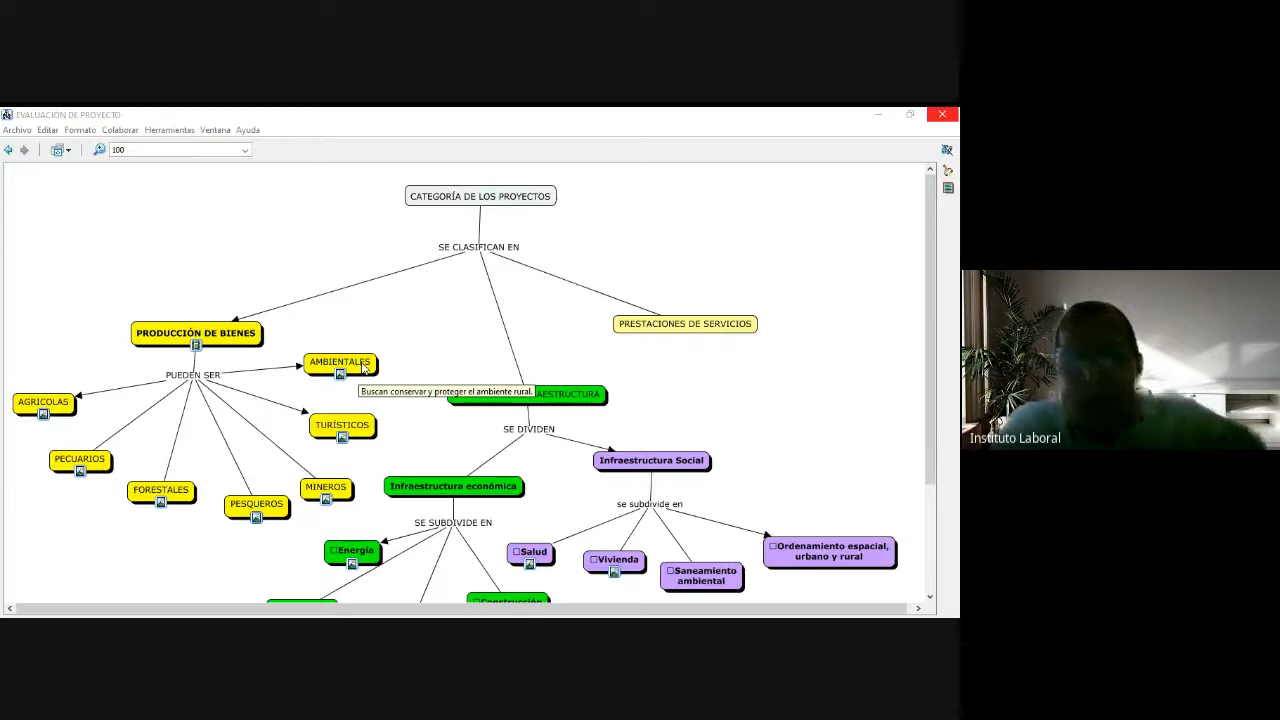 EVALUACION DE PROYECTO
Archivo Editar Formato Colaborar Herramientas Ventana Ayuda
100
CATEGORÍA DE LOS PROYECTOS
SE CLASIFICAN EN
PRODUCCIÓN DE BIENES
PRESTACIONES DE SERVICIOS
PUEDEN SER
AMBIENTALES
Buscan conservar y proteger el ambiente rural.
AESTRUCTURA
AGRICOLAS
TURÍSTICOS
SE DIVIDEN
PECUARIOS
Infraestructura Social
FORESTALES
MINEROS
Infraestructura económica
PESQUEROS
se subdivide en
SE SUBDIVIDE EN
Energía
Salud
Vivienda
Ordenamiento espacial,
urbano y rural
Saneamiento
ambiental
Construcción
Instituto Laboral